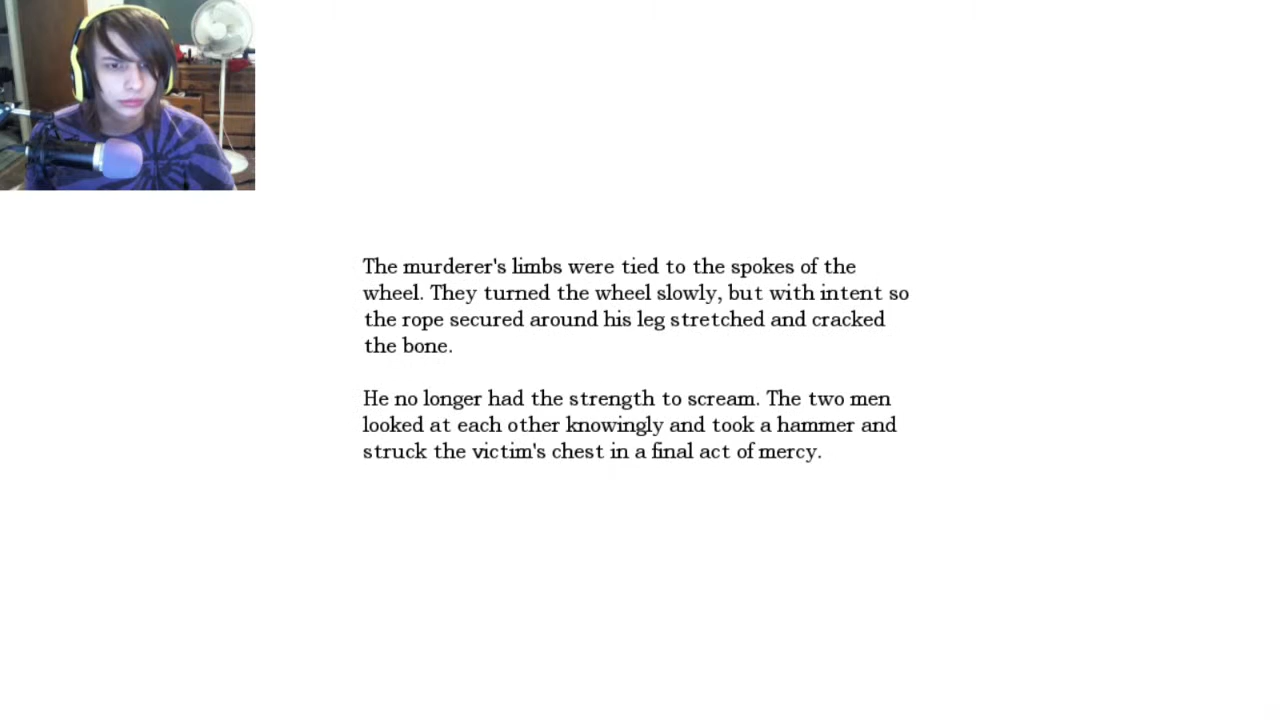 The murderer's limbs were tied to the spokes of the
wheel. They turned the wheel slowly, but with intent so
the rope secured around his leg stretched and cracked
the bone.
He no longer had the strength to scream. The two men
looked at each other knowingly and took a hammer and
struck the victim's chest in a final act of mercy.